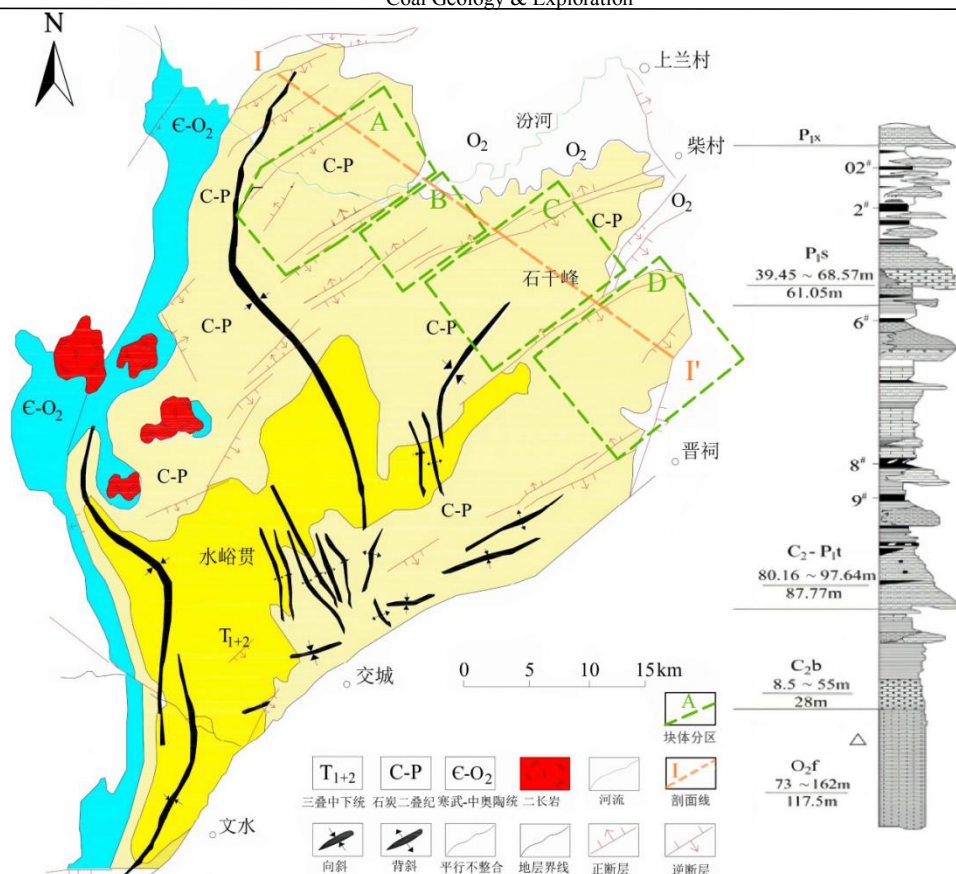 Coal Geology & Exploration
N
I
上兰村
Є-O₂
A
汾河
O₂
柴村
C-P
O₂
C-P
B
C
C-P
O₂
石千峰
D
C-P
C-P
I'
Є-O₂
晋祠
C-P
C-P
水峪贯
T₁₊₂
交城
0 5 10 15km
文水
A
块体分区
T₁₊₂
C-P
Є-O₂
I
三叠中下统
石炭二叠纪
寒武-中奥陶统
二长岩
河流
剖面线
向斜
背斜
平行不整合
地层界线
正断层
逆断层
P₁x
02#
2#
P₁s
39.45 ~ 68.57m
61.05m
6#
8#
9#
C₂- P₁t
80.16 ~ 97.64m
87.77m
C₂b
8.5 ~ 55m
28m
O₂f
73 ~162m
117.5m